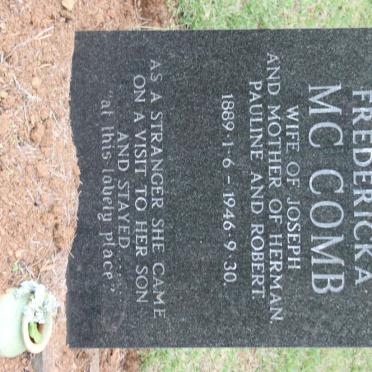 FREDERICKA
MC COMB
WIFE OF JOSEPH
AND MOTHER OF HERMAN,
PAULINE AND ROBERT.
1889·1·6 – 1946·9·30.
AS A STRANGER SHE CAME
ON A VISIT TO HER SON
AND STAYED....
"at this lovely place"